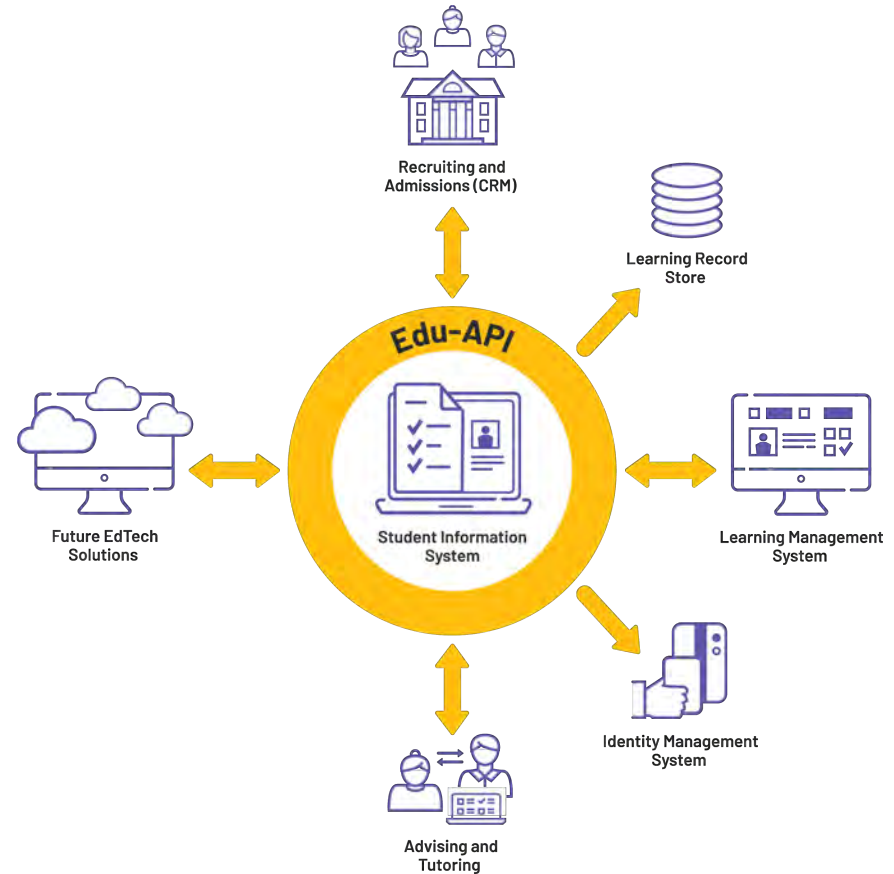 Recruiting and
Admissions (CRM)
Learning Record
Store
Edu-API
Student Information
System
Future EdTech
Solutions
Learning Management
System
Identity Management
System
Advising and
Tutoring